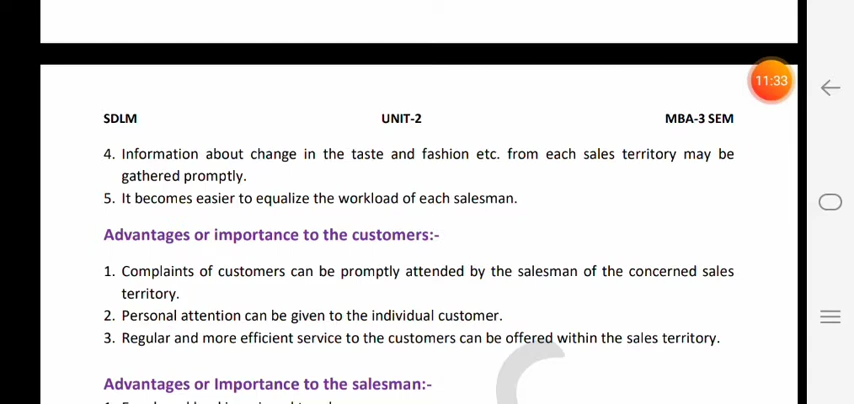 11:33
SDLM UNIT-2 MBA-3 SEM
4. Information about change in the taste and fashion etc. from each sales territory may be
gathered promptly.
5. It becomes easier to equalize the workload of each salesman.
Advantages or importance to the customers:-
1. Complaints of customers can be promptly attended by the salesman of the concerned sales
territory.
2. Personal attention can be given to the individual customer.
3. Regular and more efficient service to the customers can be offered within the sales territory.
Advantages or Importance to the salesman:-